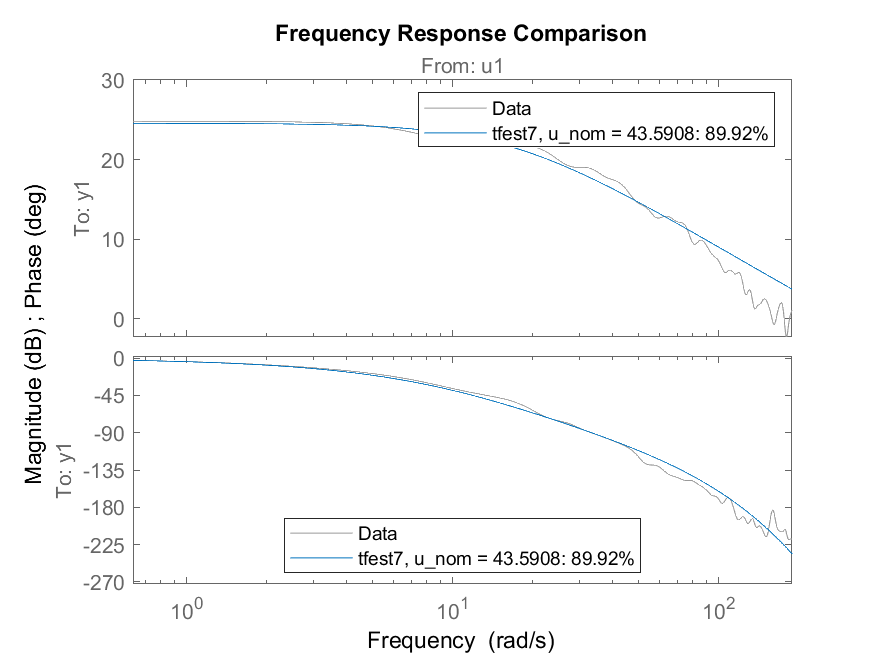 Frequency Response Comparison
From: u1
30
20
10
0
To: y1
Data
tfest7, u_nom = 43.5908: 89.92%
Magnitude (dB) ; Phase (deg)
0
-45
-90
-135
-180
-225
-270
To: y1
Data
tfest7, u_nom = 43.5908: 89.92%
10^0
10^1
10^2
Frequency (rad/s)